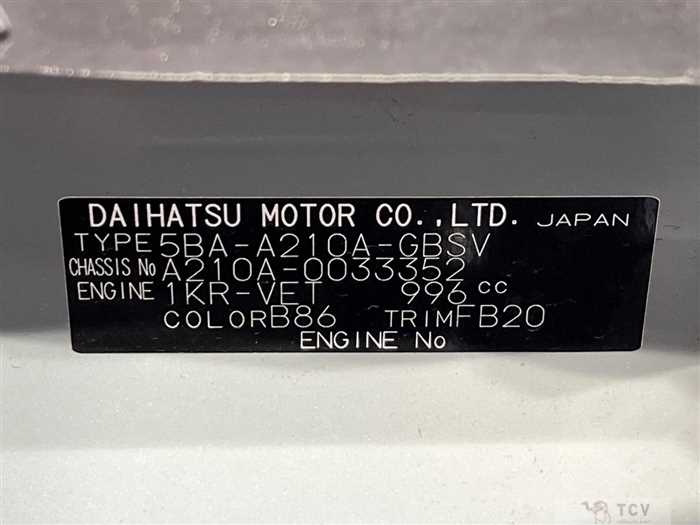 DAIHATSU MOTOR CO.,LTD. JAPAN
TYPE 5BA-A210A-GBSV
CHASSIS No A210A-0033352
ENGINE 1KR-VET 996 cc
COLOR B86 TRIM FB20
ENGINE No
TCV